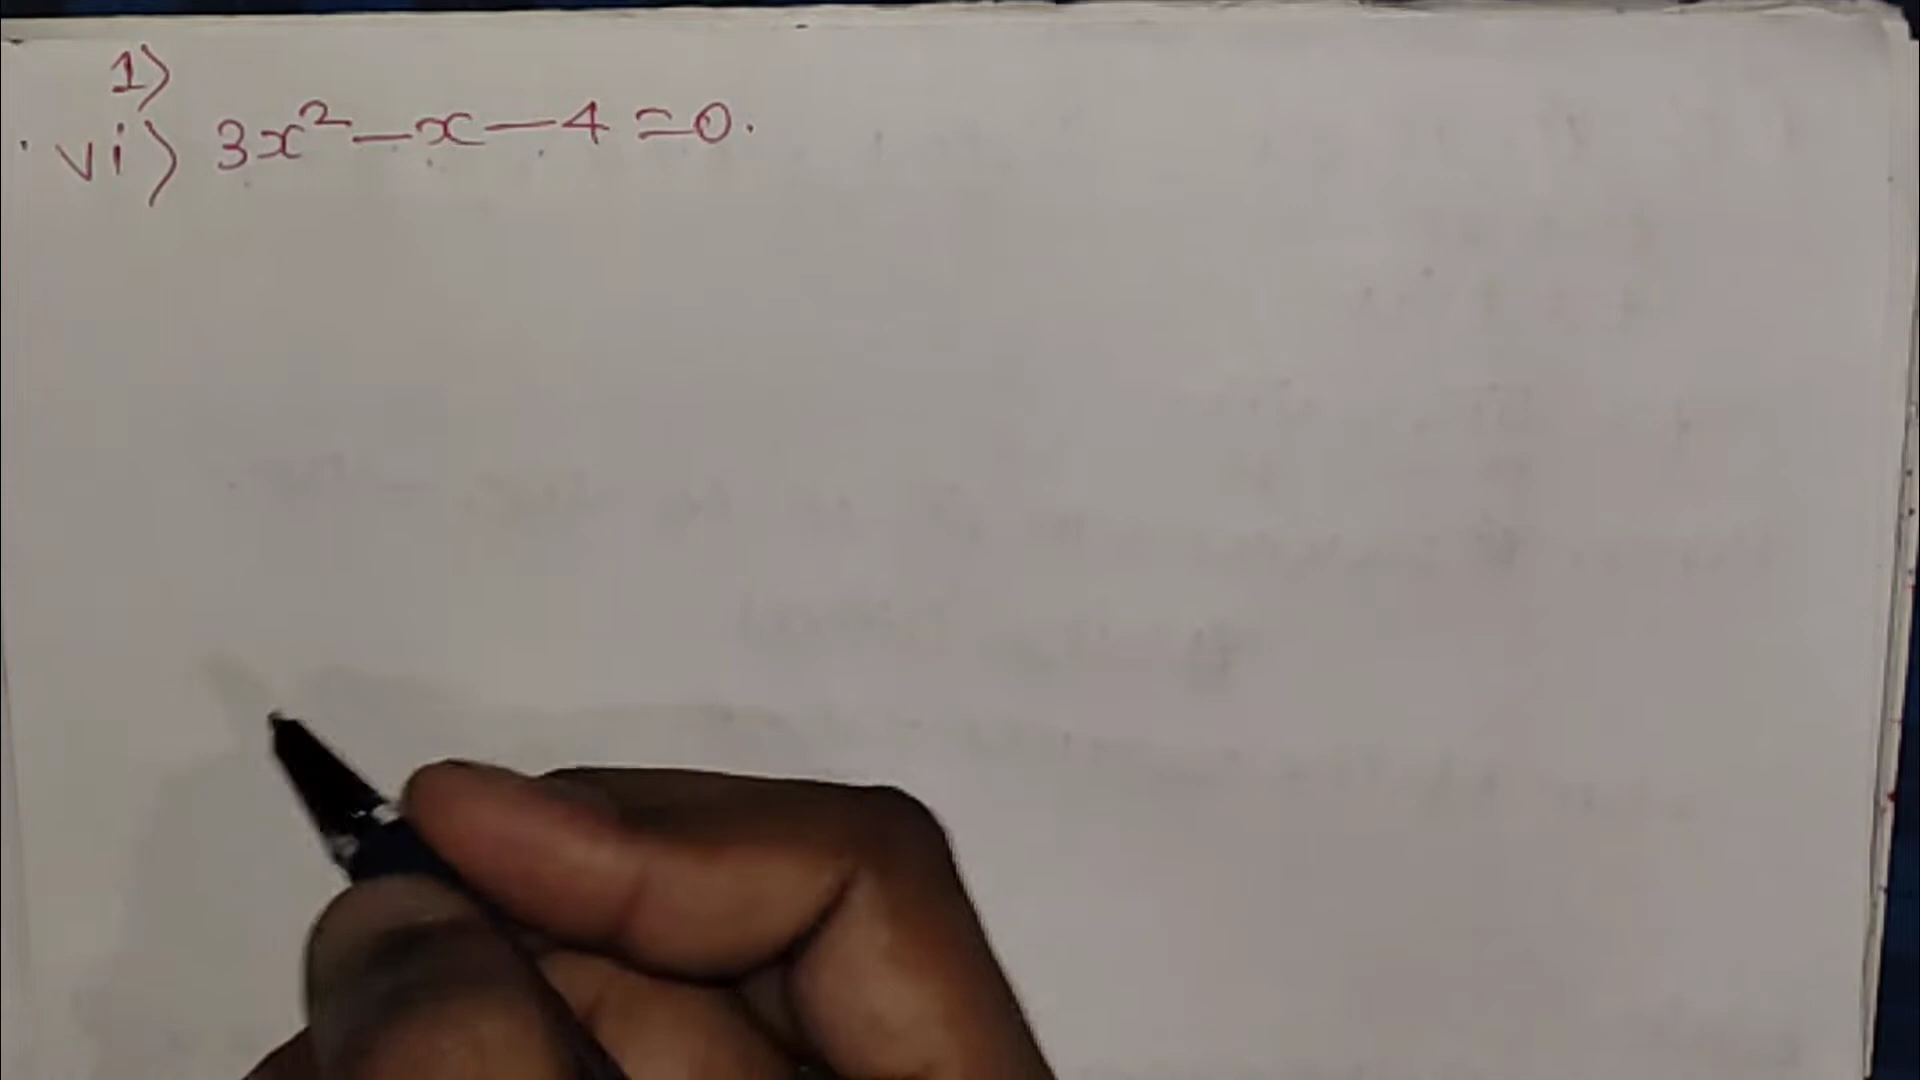 1)
vi) 3x² - x - 4 = 0.